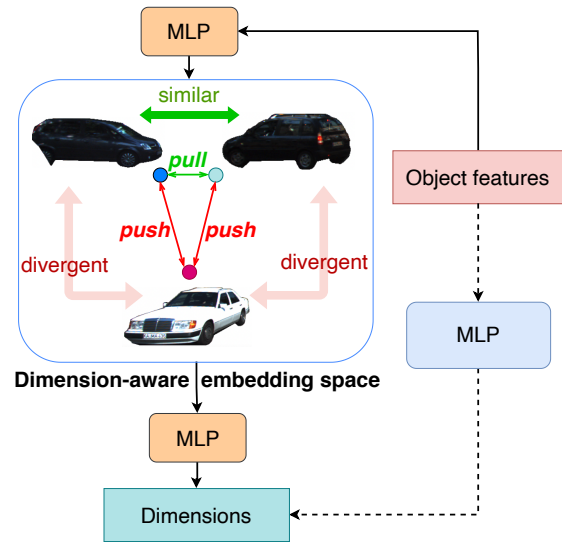 MLP
similar
pull
Object features
push push
divergent
divergent
MLP
Dimension-aware embedding space
MLP
Dimensions